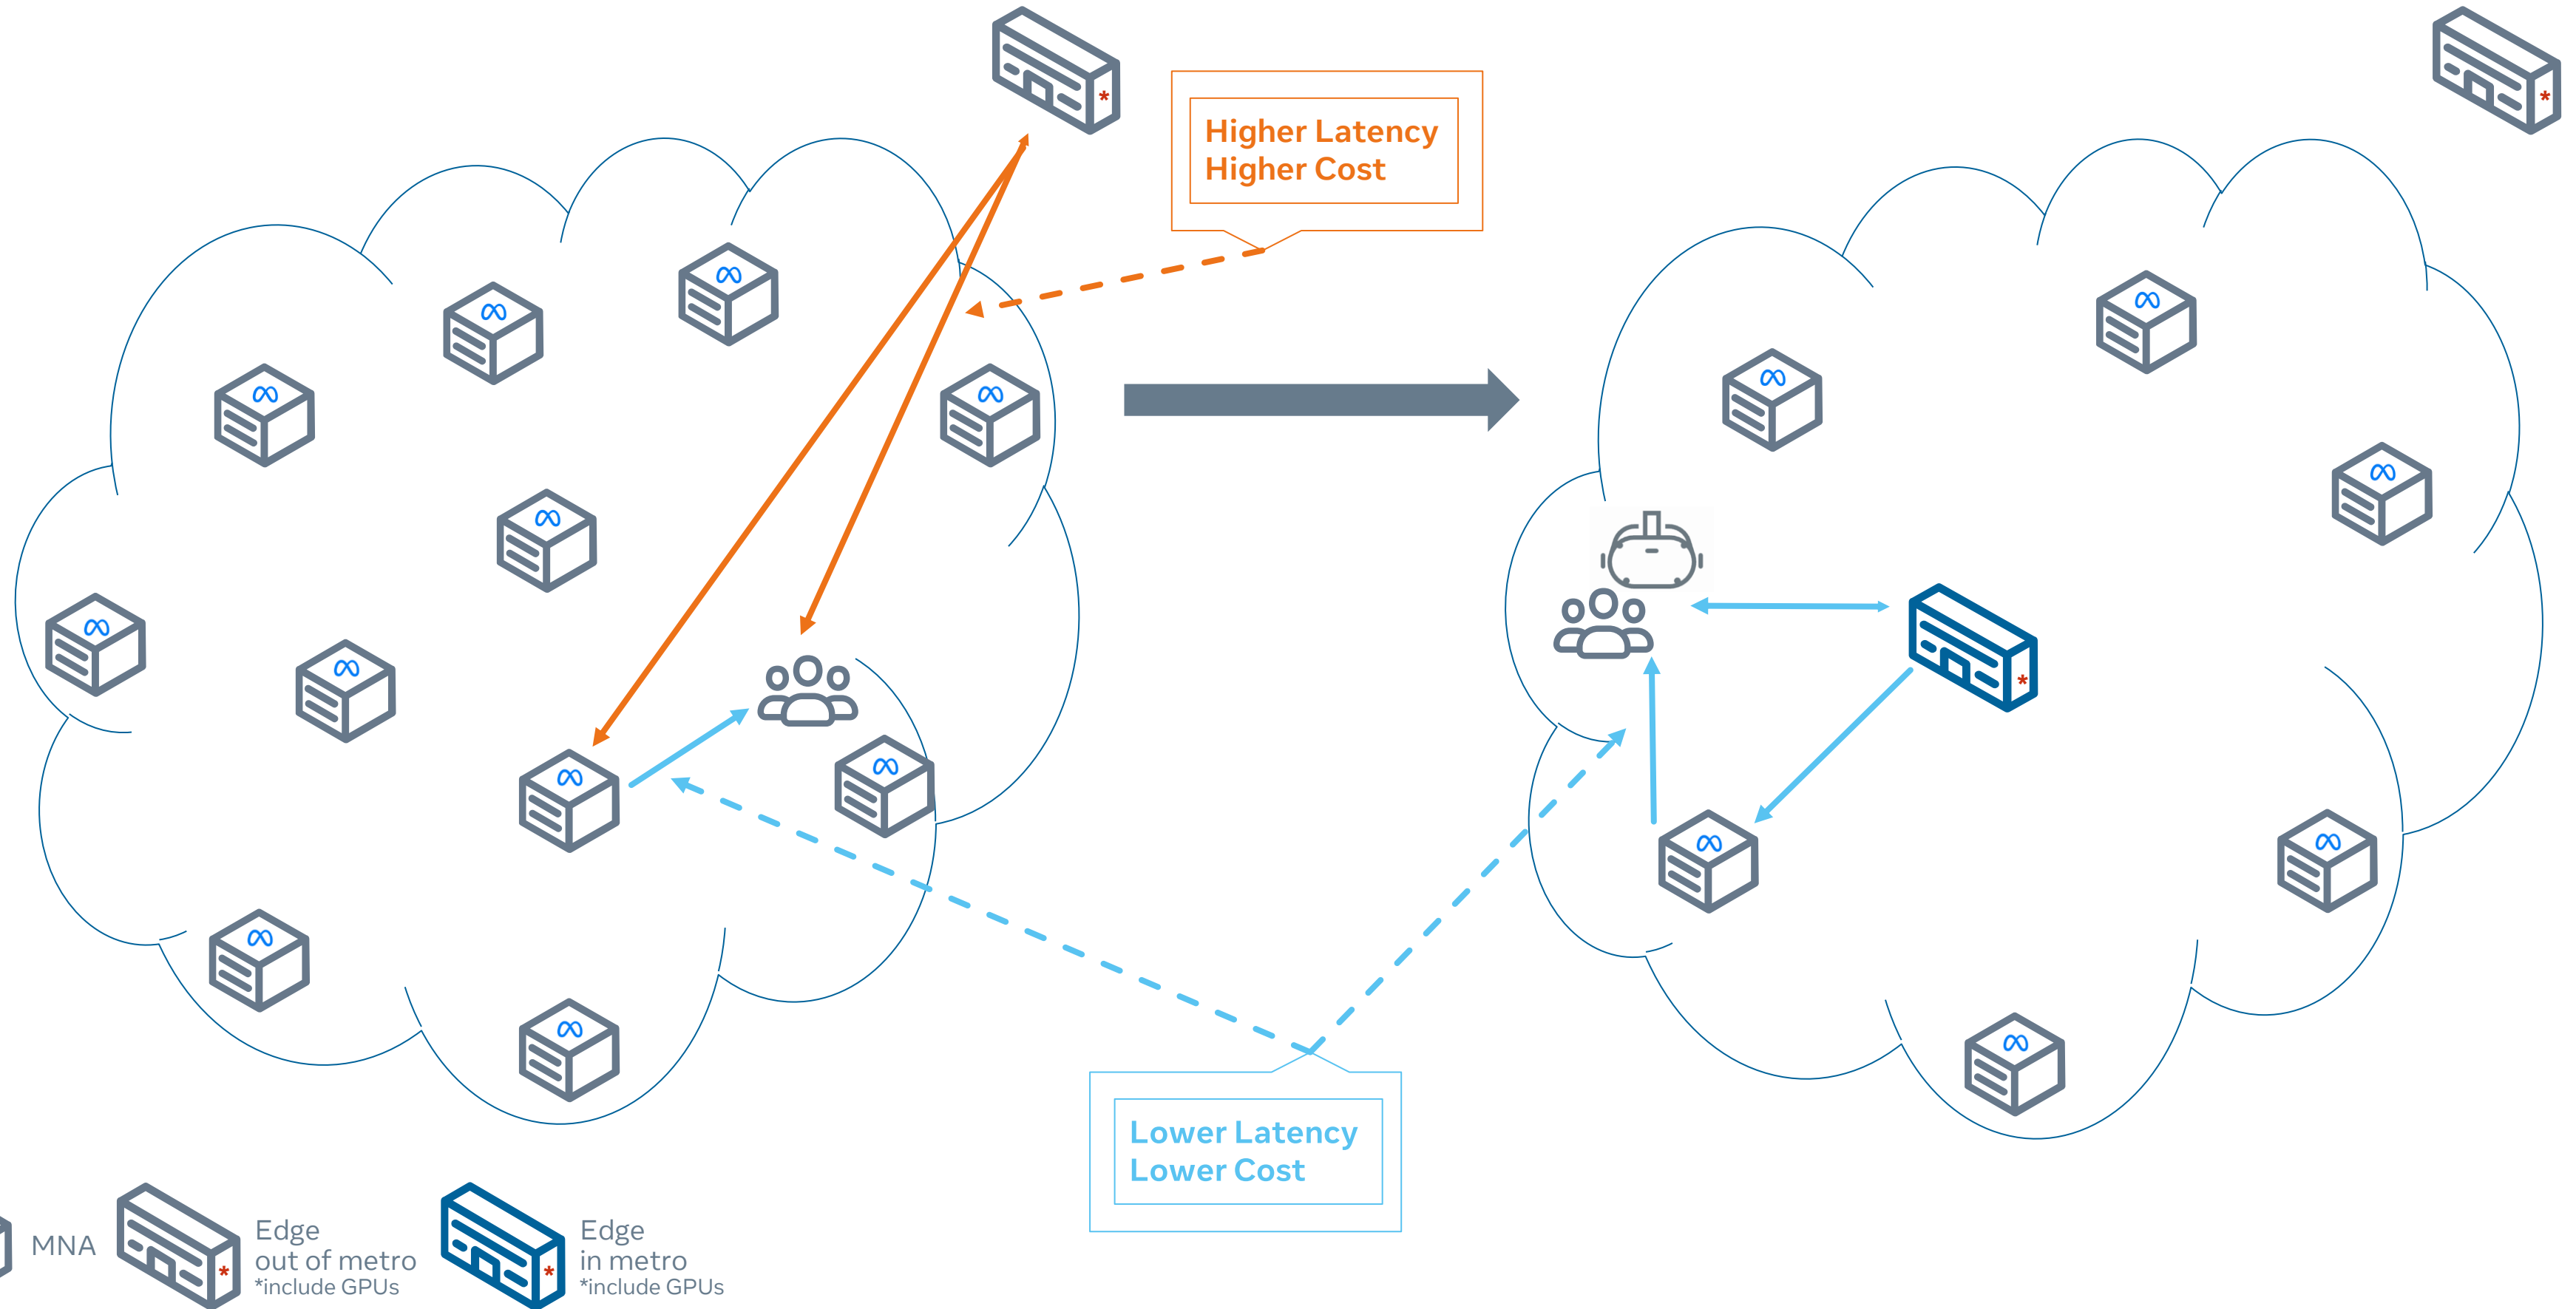 Higher Latency
Higher Cost
Lower Latency
Lower Cost
MNA
Edge
out of metro
*include GPUs
Edge
in metro
*include GPUs